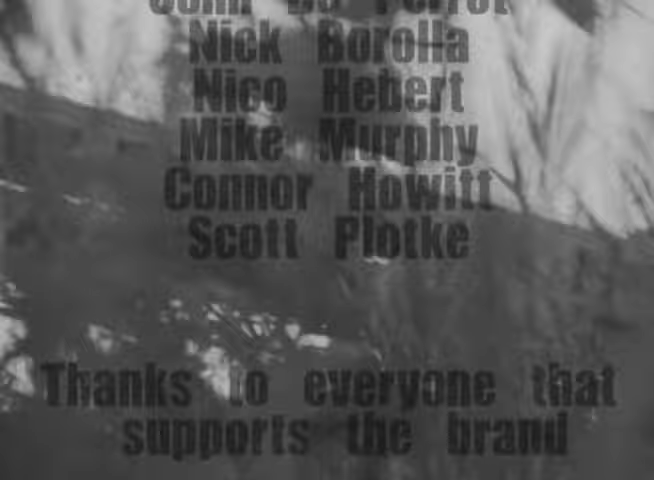 Nick Borolla
Nico Hebert
Mike Murphy
Connor Howitt
Scott Plotke
Thanks to everyone that
supports the brand